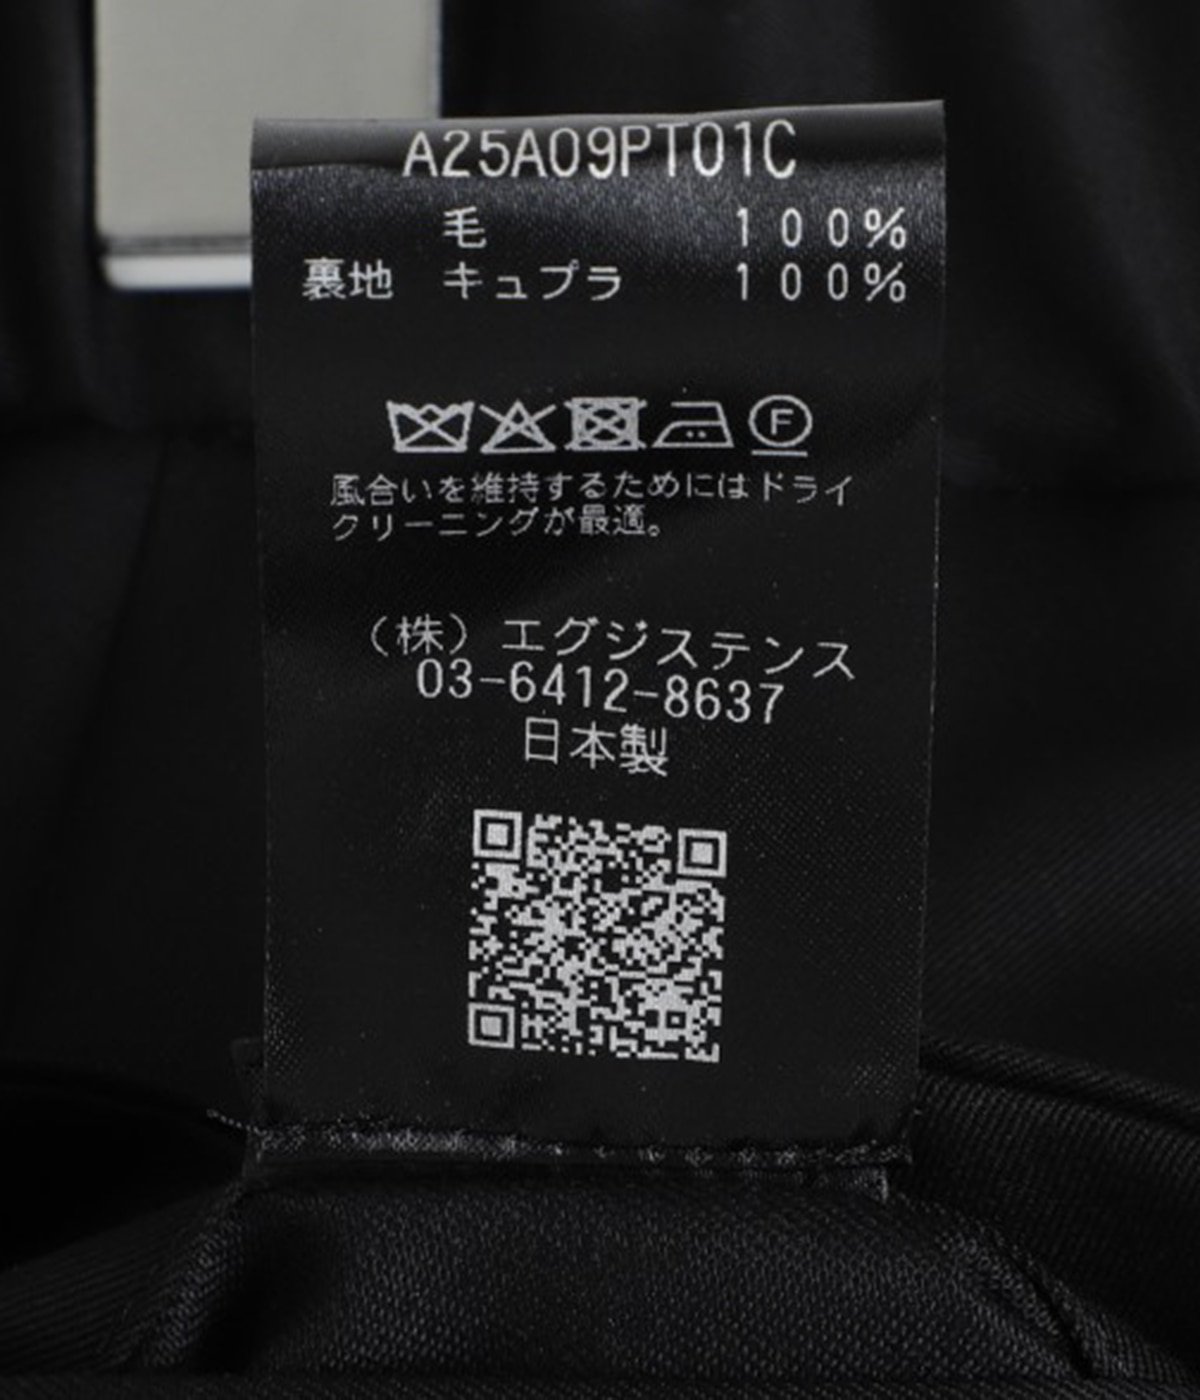 A25A09PT01C
毛 100%
裏地 キュプラ 100%
F
風合いを維持するためにはドライ
クリーニングが最適。
（株）エグジステンス
03-6412-8637
日本製